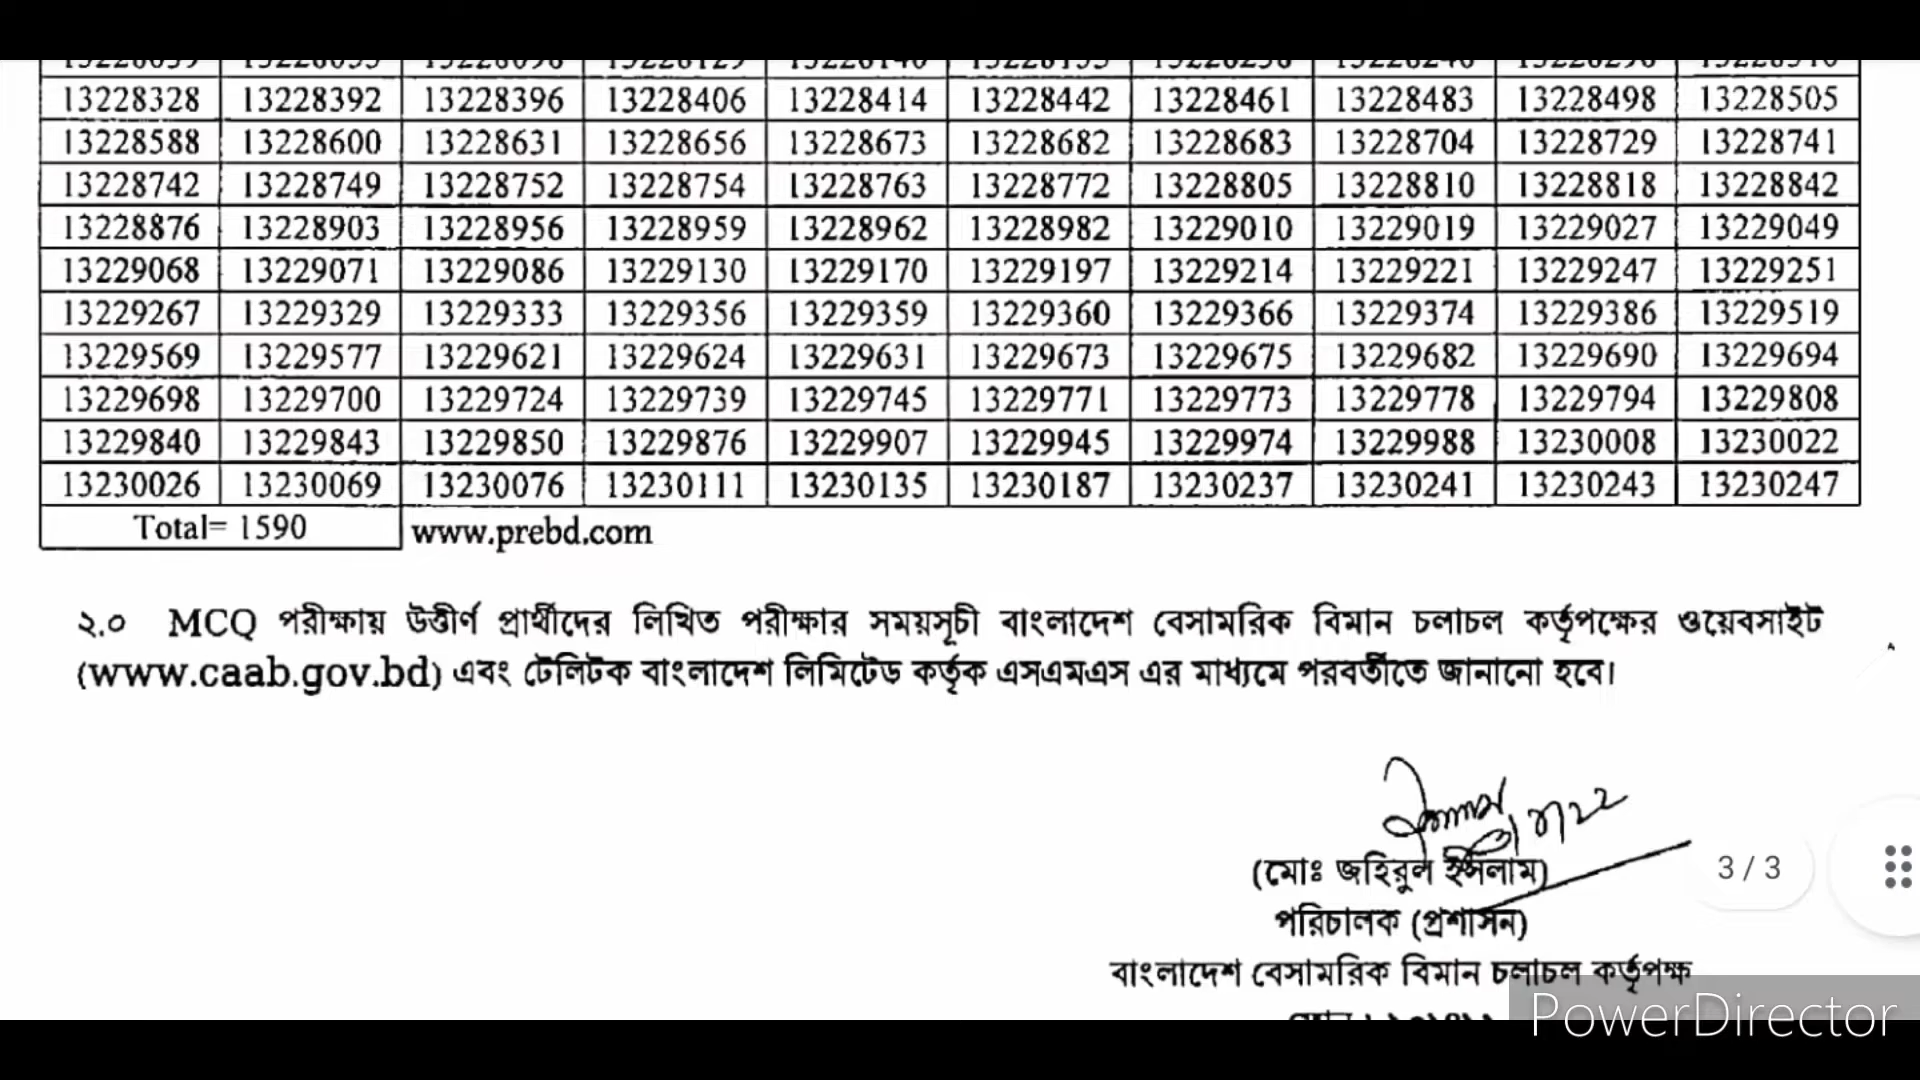 13228328 13228392 13228396 13228406 13228414 13228442 13228461 13228483 13228498 13228505
13228588 13228600 13228631 13228656 13228673 13228682 13228683 13228704 13228729 13228741
13228742 13228749 13228752 13228754 13228763 13228772 13228805 13228810 13228818 13228842
13228876 13228903 13228956 13228959 13228962 13228982 13229010 13229019 13229027 13229049
13229068 13229071 13229086 13229130 13229170 13229197 13229214 13229221 13229247 13229251
13229267 13229329 13229333 13229356 13229359 13229360 13229366 13229374 13229386 13229519
13229569 13229577 13229621 13229624 13229631 13229673 13229675 13229682 13229690 13229694
13229698 13229700 13229724 13229739 13229745 13229771 13229773 13229778 13229794 13229808
13229840 13229843 13229850 13229876 13229907 13229945 13229974 13229988 13230008 13230022
13230026 13230069 13230076 13230111 13230135 13230187 13230237 13230241 13230243 13230247
Total= 1590 www.prebd.com
২.০ MCQ পরীক্ষায় উত্তীর্ণ প্রার্থীদের লিখিত পরীক্ষার সময়সূচী বাংলাদেশ বেসামরিক বিমান চলাচল কর্তৃপক্ষের ওয়েবসাইট
(www.caab.gov.bd) এবং টেলিটক বাংলাদেশ লিমিটেড কর্তৃক এসএমএস এর মাধ্যমে পরবর্তীতে জানানো হবে।
(মোঃ জহিরুল ইসলাম)
3 / 3
পরিচালক (প্রশাসন)
বাংলাদেশ বেসামরিক বিমান চলাচল কর্তৃপক্ষ
PowerDirector